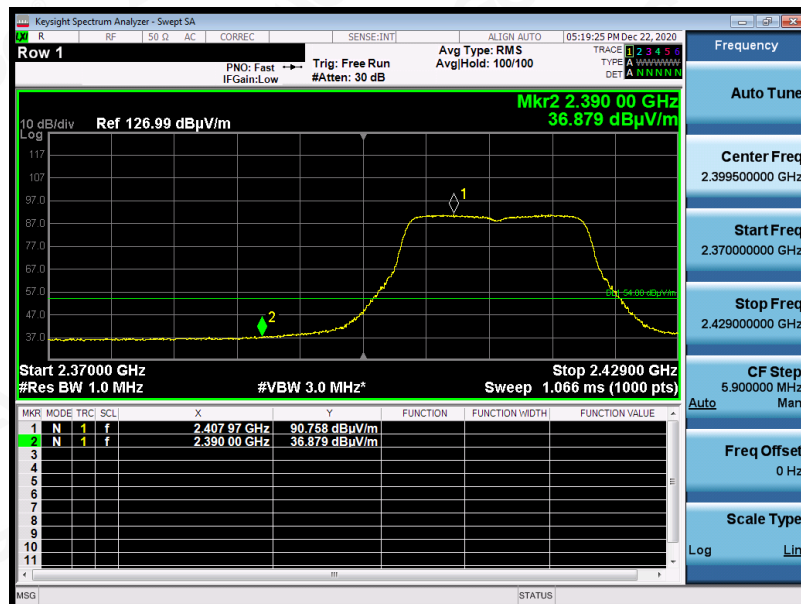 Keysight Spectrum Analyzer - Swept SA
LXI R RF 50 Ω AC CORREC SENSE:INT ALIGN AUTO 05:19:25 PM Dec 22, 2020
Row 1
PNO: Fast
IFGain:Low
Trig: Free Run
#Atten: 30 dB
Avg Type: RMS
Avg|Hold: 100/100
TRACE 1 2 3 4 5 6
TYPE A WWWWW
DET A N N N N N
Mkr2 2.390 00 GHz
36.879 dBµV/m
10 dB/div Ref 126.99 dBµV/m
Log
117
107
97.0
87.0
77.0
67.0
57.0
47.0
37.0
1
2
DL1 54.00 dBµV/m
Start 2.37000 GHz Stop 2.42900 GHz
#Res BW 1.0 MHz #VBW 3.0 MHz* Sweep 1.066 ms (1000 pts)
MKR MODE TRC SCL X Y FUNCTION FUNCTION WIDTH FUNCTION VALUE
1 N 1 f 2.407 97 GHz 90.758 dBµV/m
2 N 1 f 2.390 00 GHz 36.879 dBµV/m
3
4
5
6
7
8
9
10
11
MSG STATUS
Frequency
Auto Tune
Center Freq
2.399500000 GHz
Start Freq
2.370000000 GHz
Stop Freq
2.429000000 GHz
CF Step
5.900000 MHz
Auto Man
Freq Offset
0 Hz
Scale Type
Log Lin